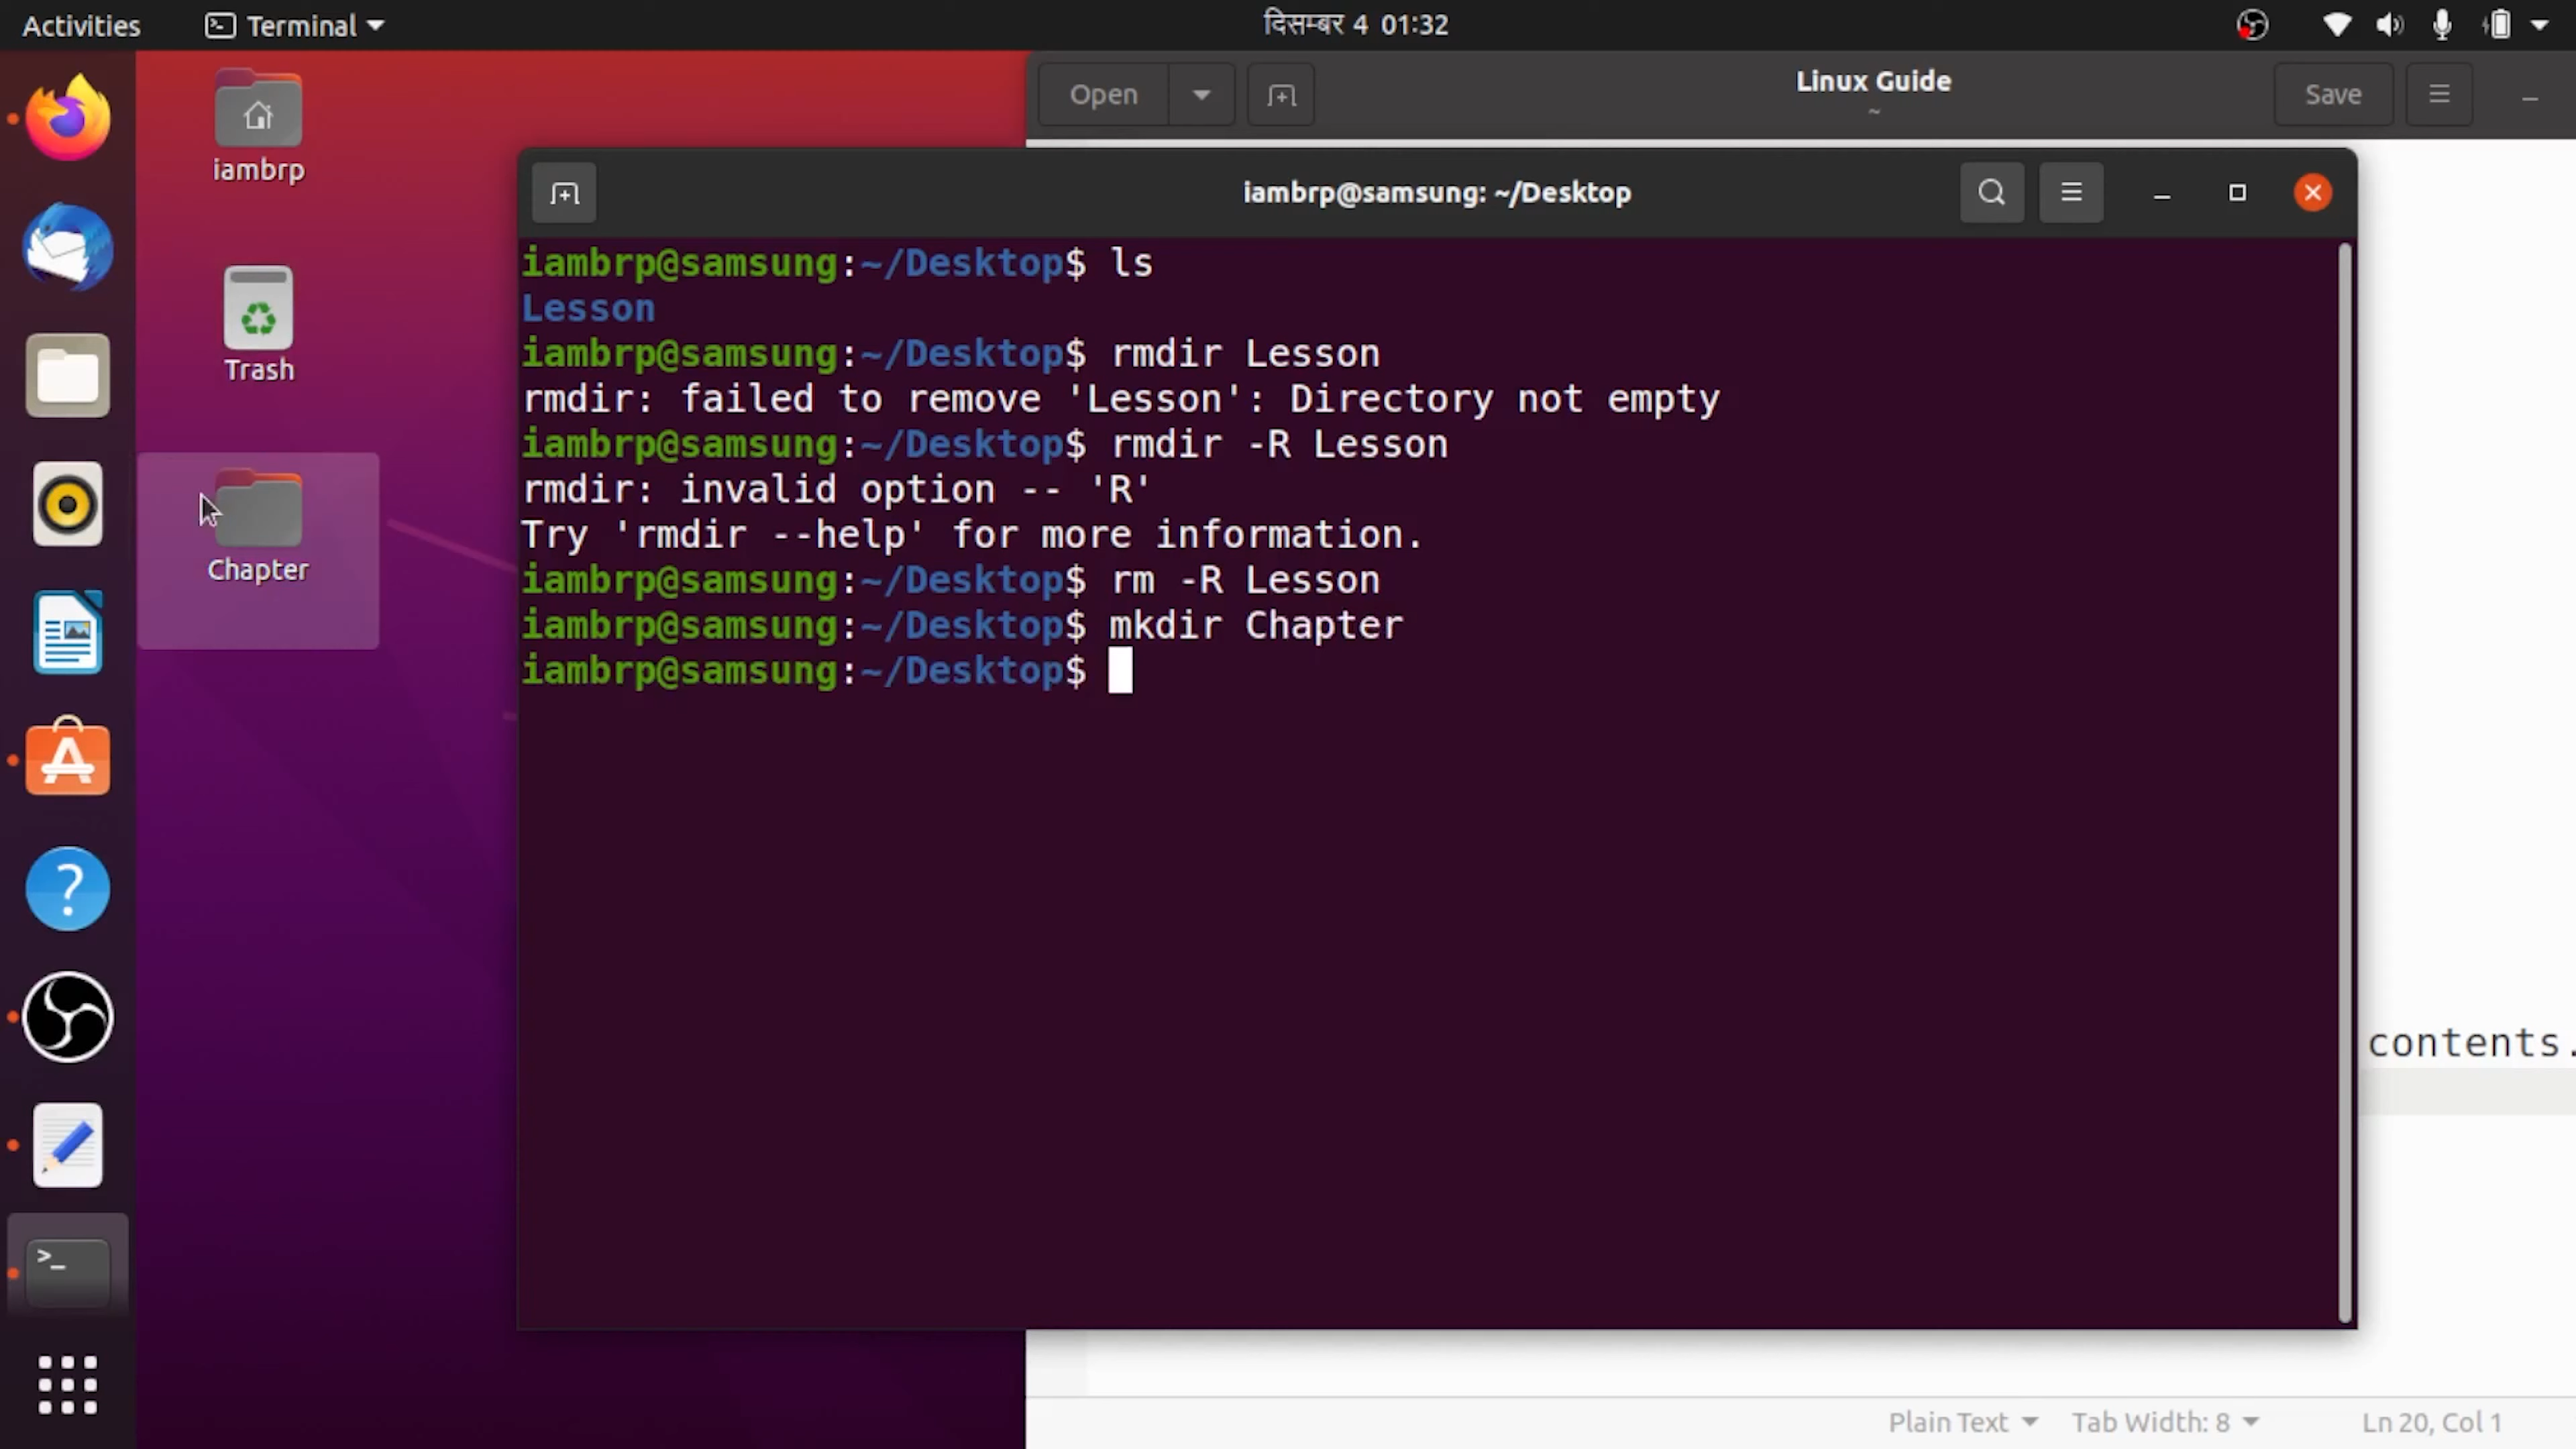 Activities
Terminal
दिसम्बर 4 01:32
iambrp
Trash
Chapter
Open
Linux Guide
~
Save
iambrp@samsung: ~/Desktop
iambrp@samsung:~/Desktop$ ls
Lesson
iambrp@samsung:~/Desktop$ rmdir Lesson
rmdir: failed to remove 'Lesson': Directory not empty
iambrp@samsung:~/Desktop$ rmdir -R Lesson
rmdir: invalid option -- 'R'
Try 'rmdir --help' for more information.
iambrp@samsung:~/Desktop$ rm -R Lesson
iambrp@samsung:~/Desktop$ mkdir Chapter
iambrp@samsung:~/Desktop$
contents.
Plain Text
Tab Width: 8
Ln 20, Col 1